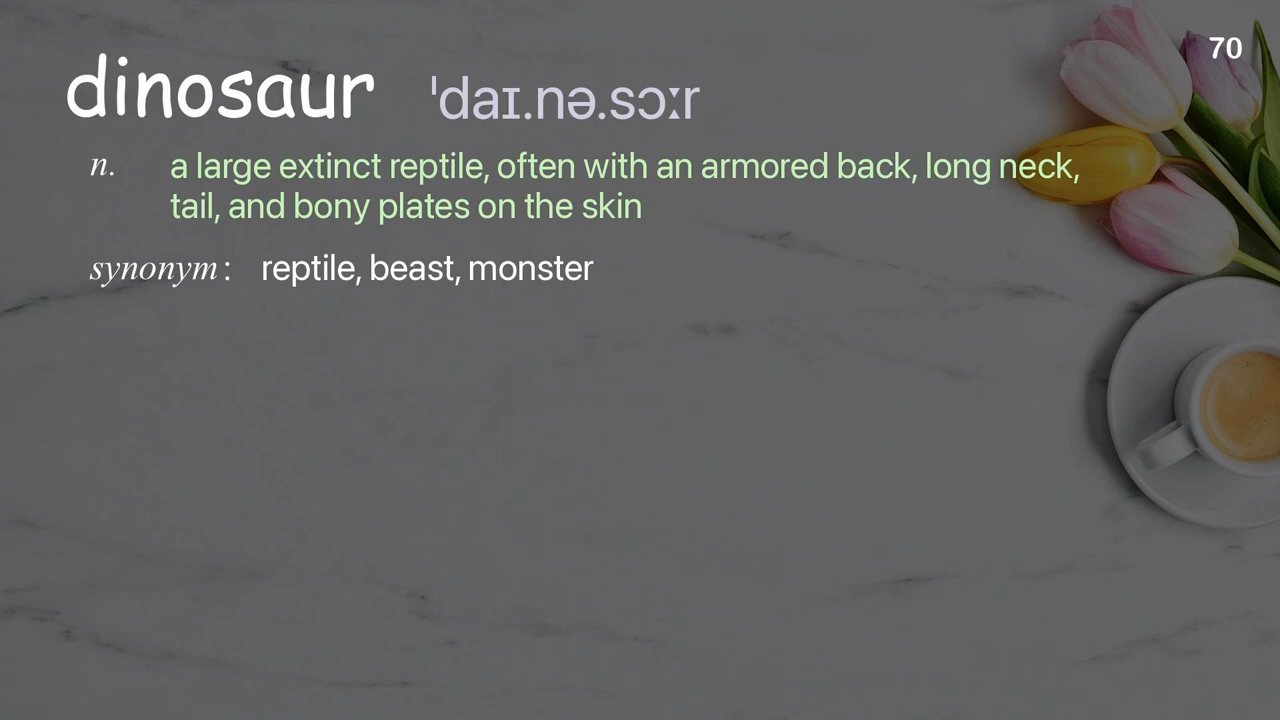 70
dinosaur ˈdaɪ.nə.sɔːr
n. a large extinct reptile, often with an armored back, long neck,
tail, and bony plates on the skin
synonym: reptile, beast, monster